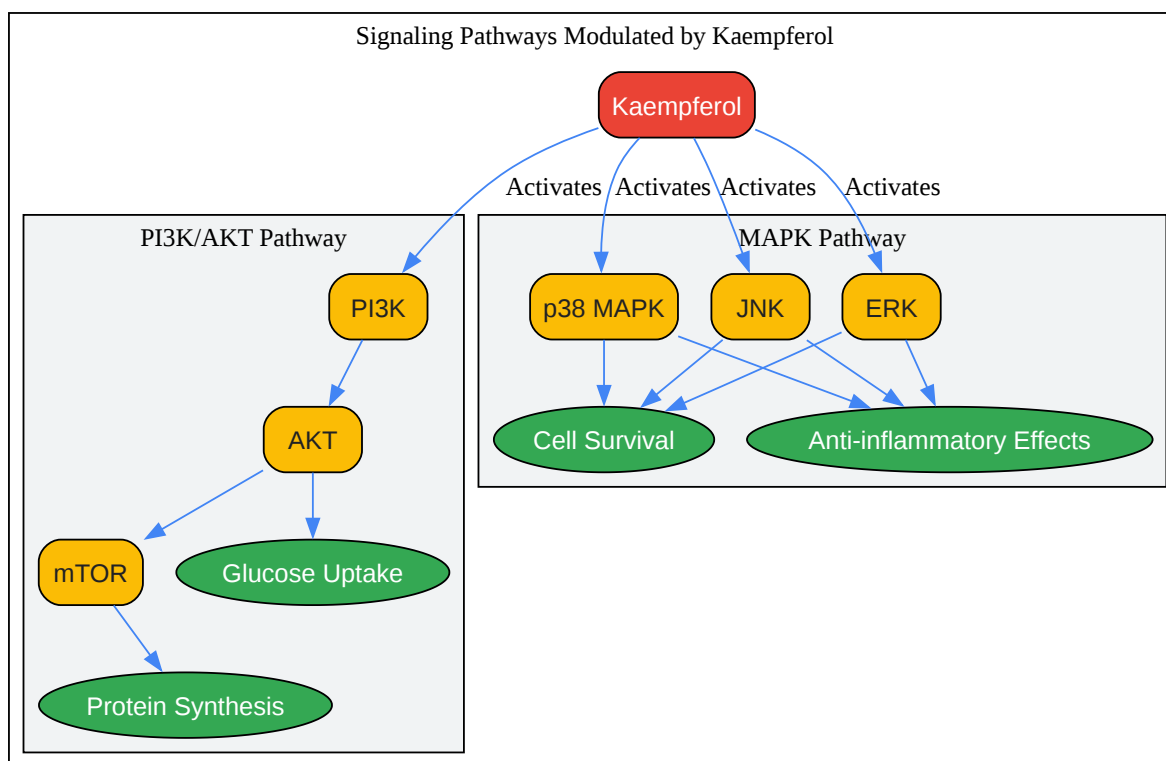 Signaling Pathways Modulated by Kaempferol
Kaempferol
Activates
Activates
Activates
Activates
PI3K/AKT Pathway
MAPK Pathway
PI3K
p38 MAPK
JNK
ERK
AKT
Cell Survival
Anti-inflammatory Effects
mTOR
Glucose Uptake
Protein Synthesis